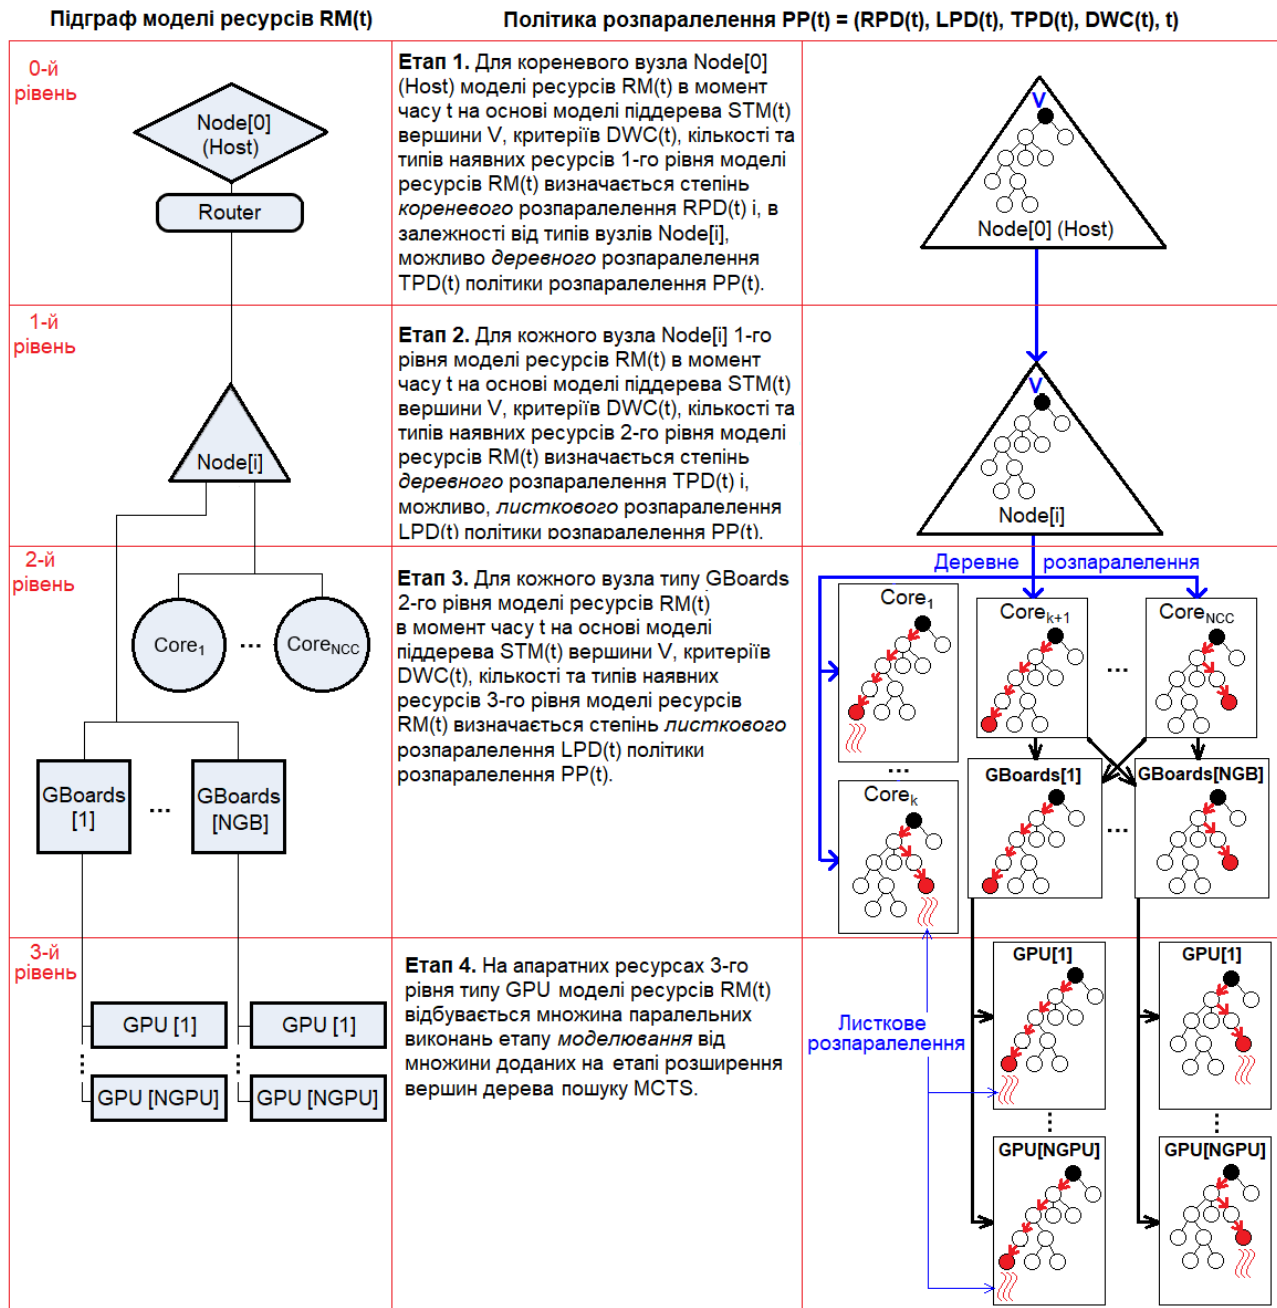 Підграф моделі ресурсів RM(t)
Політика розпаралелення PP(t) = (RPD(t), LPD(t), TPD(t), DWC(t), t)
0-й
рівень
Node[0]
(Host)
Router
Етап 1. Для кореневого вузла Node[0]
(Host) моделі ресурсів RM(t) в момент
часу t на основі моделі піддерева STM(t)
вершини V, критеріїв DWC(t), кількості та
типів наявних ресурсів 1-го рівня моделі
ресурсів RM(t) визначається степінь
кореневого розпаралелення RPD(t) і, в
залежності від типів вузлів Node[i],
можливо деревного розпаралелення
TPD(t) політики розпаралелення PP(t).
V
Node[0] (Host)
1-й
рівень
Node[i]
Етап 2. Для кожного вузла Node[i] 1-го
рівня моделі ресурсів RM(t) в момент
часу t на основі моделі піддерева STM(t)
вершини V, критеріїв DWC(t), кількості та
типів наявних ресурсів 2-го рівня моделі
ресурсів RM(t) визначається степінь
деревного розпаралелення TPD(t) і,
можливо, листкового розпаралелення
LPD(t) політики розпаралелення PP(t).
V
Node[i]
2-й
рівень
Core1
...
CoreNCC
GBoards
[1]
...
GBoards
[NGB]
Етап 3. Для кожного вузла типу GBoards
2-го рівня моделі ресурсів RM(t)
в момент часу t на основі моделі
піддерева STM(t) вершини V, критеріїв
DWC(t), кількості та типів наявних
ресурсів 3-го рівня моделі ресурсів
RM(t) визначається степінь листкового
розпаралелення LPD(t) політики
розпаралелення PP(t).
Деревне розпаралелення
Core1
Corek+1
CoreNCC
...
...
Corek
GBoards[1]
GBoards[NGB]
...
3-й
рівень
GPU [1]
GPU [1]
GPU [NGPU]
GPU [NGPU]
Етап 4. На апаратних ресурсах 3-го
рівня типу GPU моделі ресурсів RM(t)
відбувається множина паралельних
виконань етапу моделювання від
множини доданих на етапі розширення
вершин дерева пошуку MCTS.
Листкове
розпаралелення
GPU[1]
GPU[1]
GPU[NGPU]
GPU[NGPU]